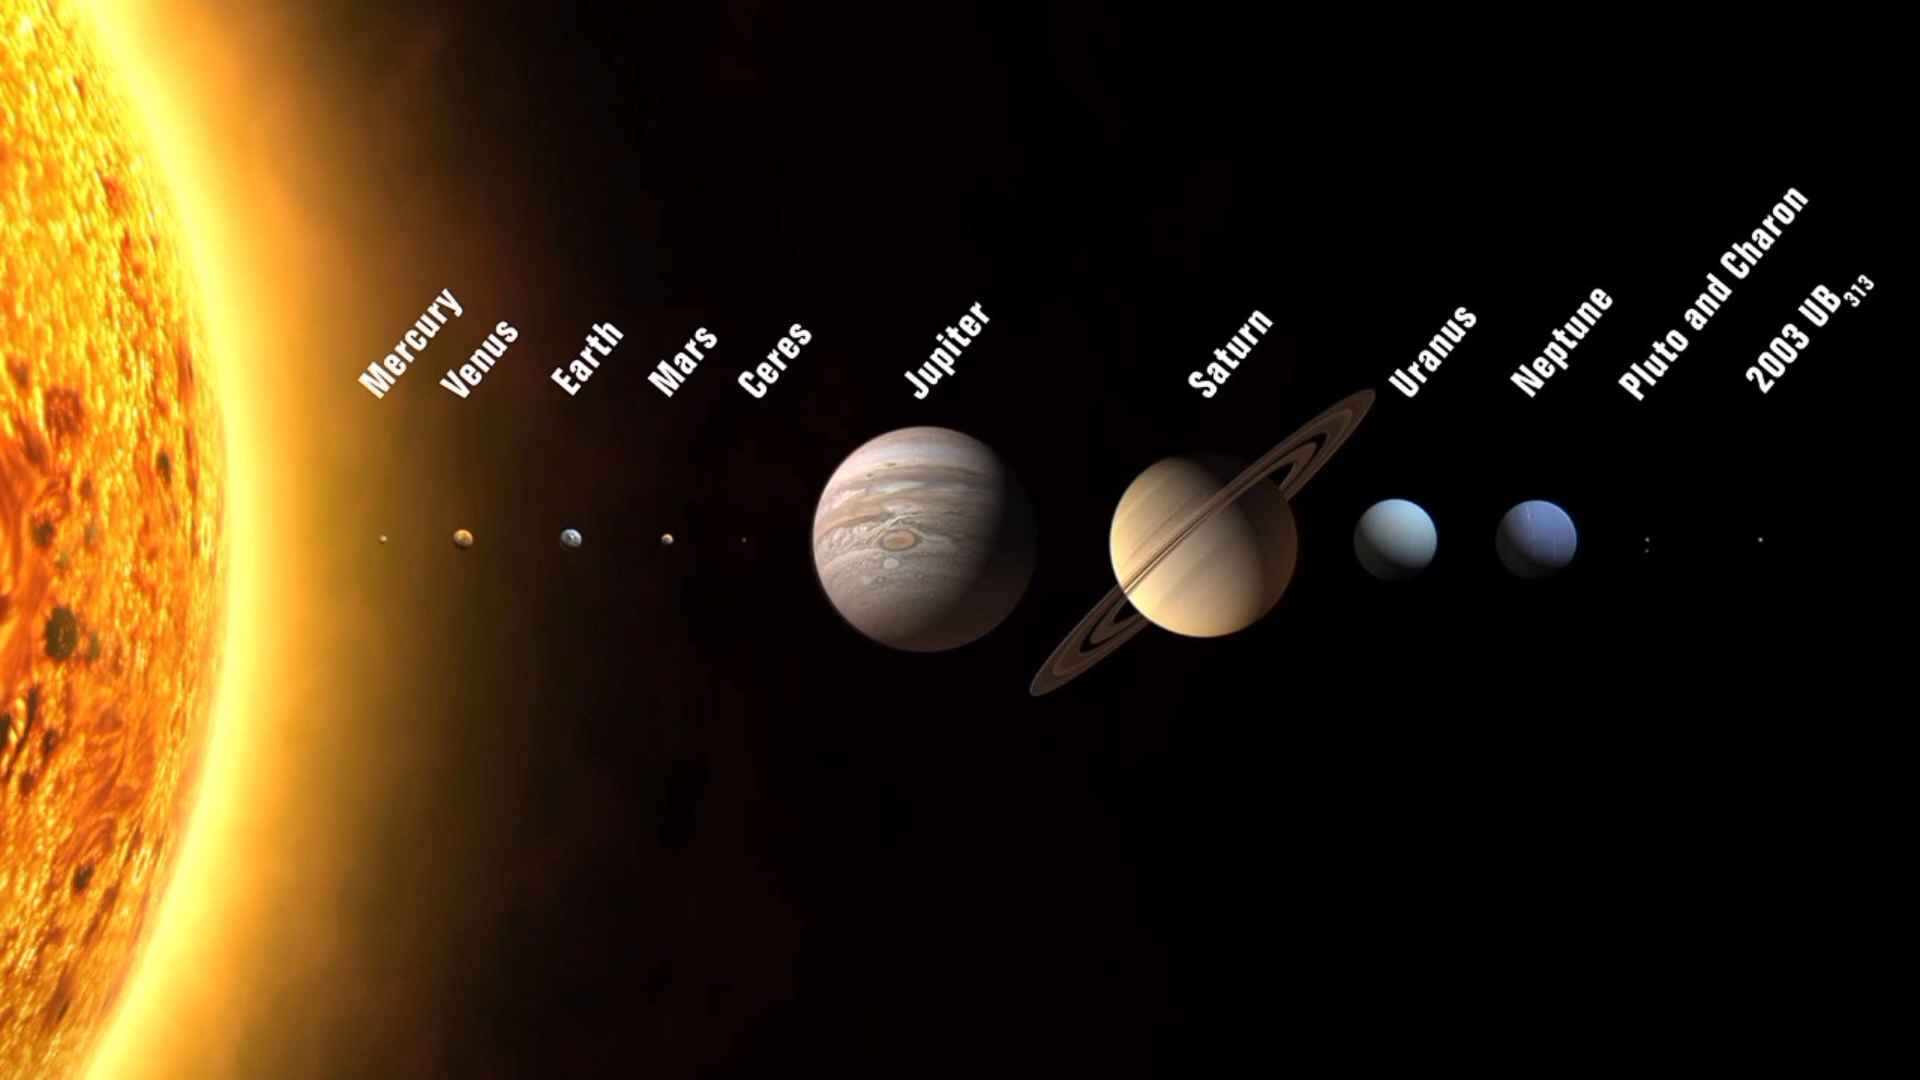 Mercury
Venus
Earth
Mars
Ceres
Jupiter
Saturn
Uranus
Neptune
Pluto and Charon
2003 UB313